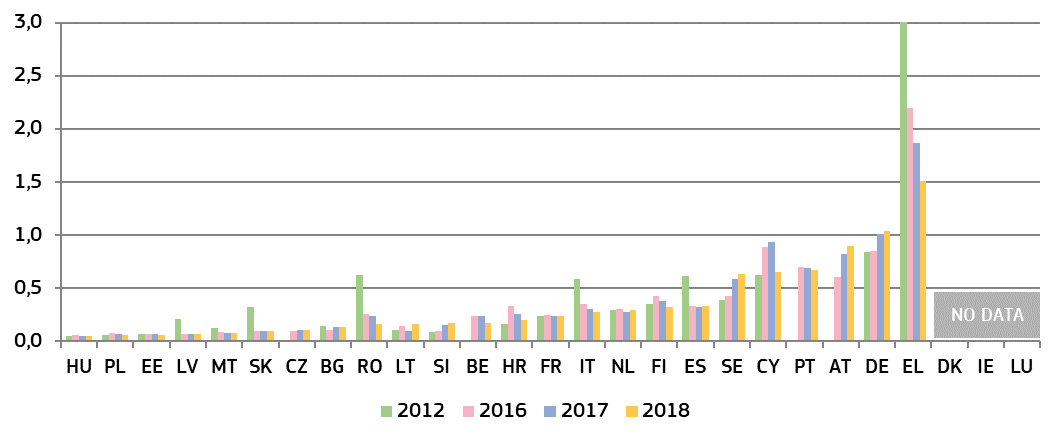 3,0
2,5
2,0
1,5
1,0
0,5
0,0
NO DATA
HU PL EE LV MT SK CZ BG RO LT SI BE HR FR IT NL FI ES SE CY PT AT DE EL DK IE LU
2012 2016 2017 2018